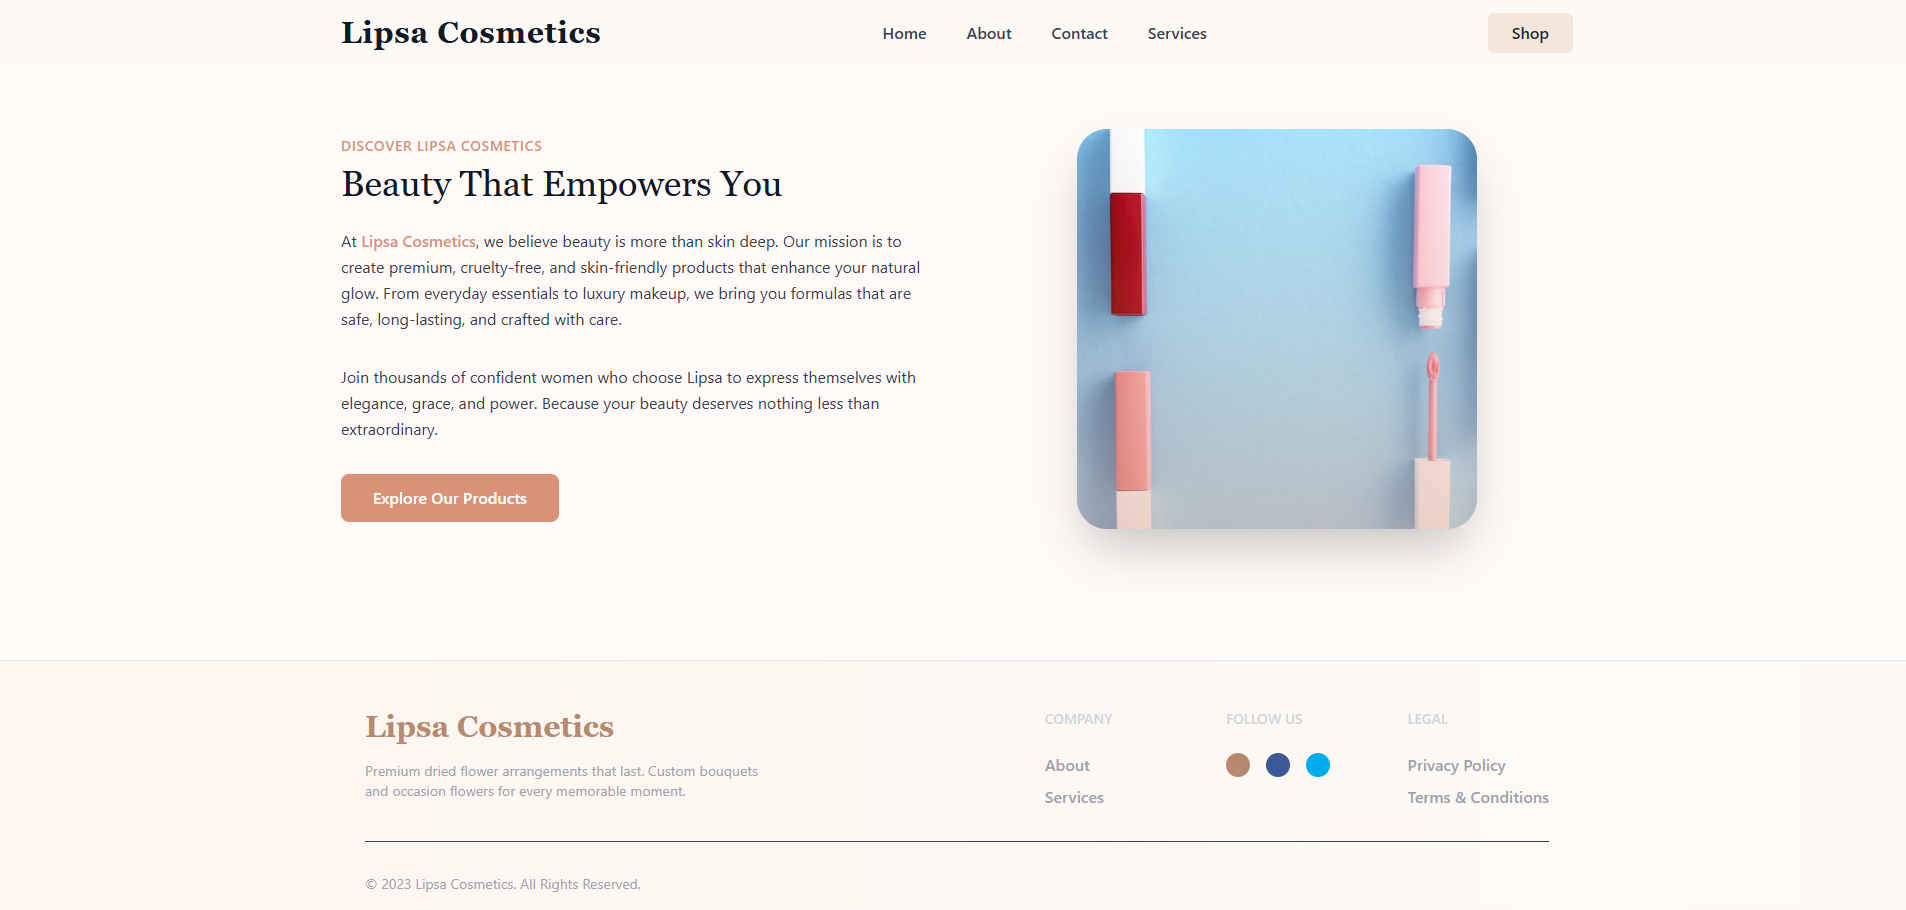 Lipsa Cosmetics
Home About Contact Services
Shop
DISCOVER LIPSA COSMETICS
Beauty That Empowers You
At Lipsa Cosmetics, we believe beauty is more than skin deep. Our mission is to
create premium, cruelty-free, and skin-friendly products that enhance your natural
glow. From everyday essentials to luxury makeup, we bring you formulas that are
safe, long-lasting, and crafted with care.
Join thousands of confident women who choose Lipsa to express themselves with
elegance, grace, and power. Because your beauty deserves nothing less than
extraordinary.
Explore Our Products
Lipsa Cosmetics
Premium dried flower arrangements that last. Custom bouquets
and occasion flowers for every memorable moment.
COMPANY
About
Services
FOLLOW US
LEGAL
Privacy Policy
Terms & Conditions
© 2023 Lipsa Cosmetics. All Rights Reserved.